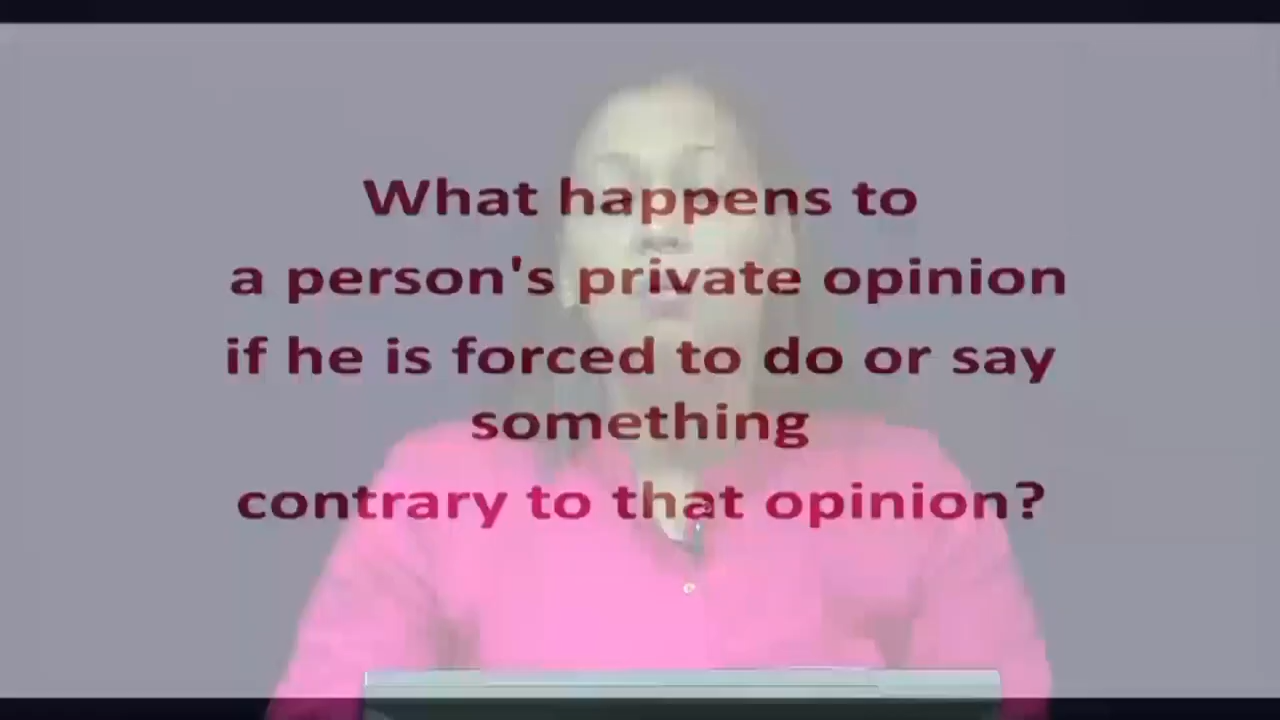 What happens to
a person's private opinion
if he is forced to do or say
something
contrary to that opinion?